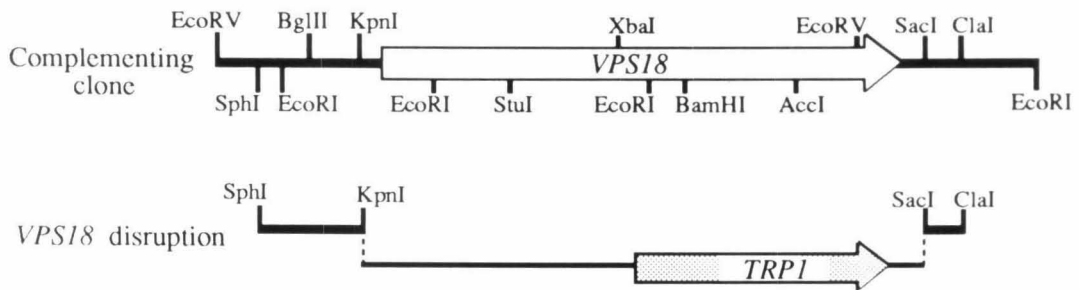 EcoRV BglII KpnI XbaI EcoRV SacI ClaI
Complementing clone
VPS18
SphI EcoRI EcoRI StuI EcoRI BamHI AccI EcoRI
SphI KpnI SacI ClaI
VPS18 disruption
TRP1